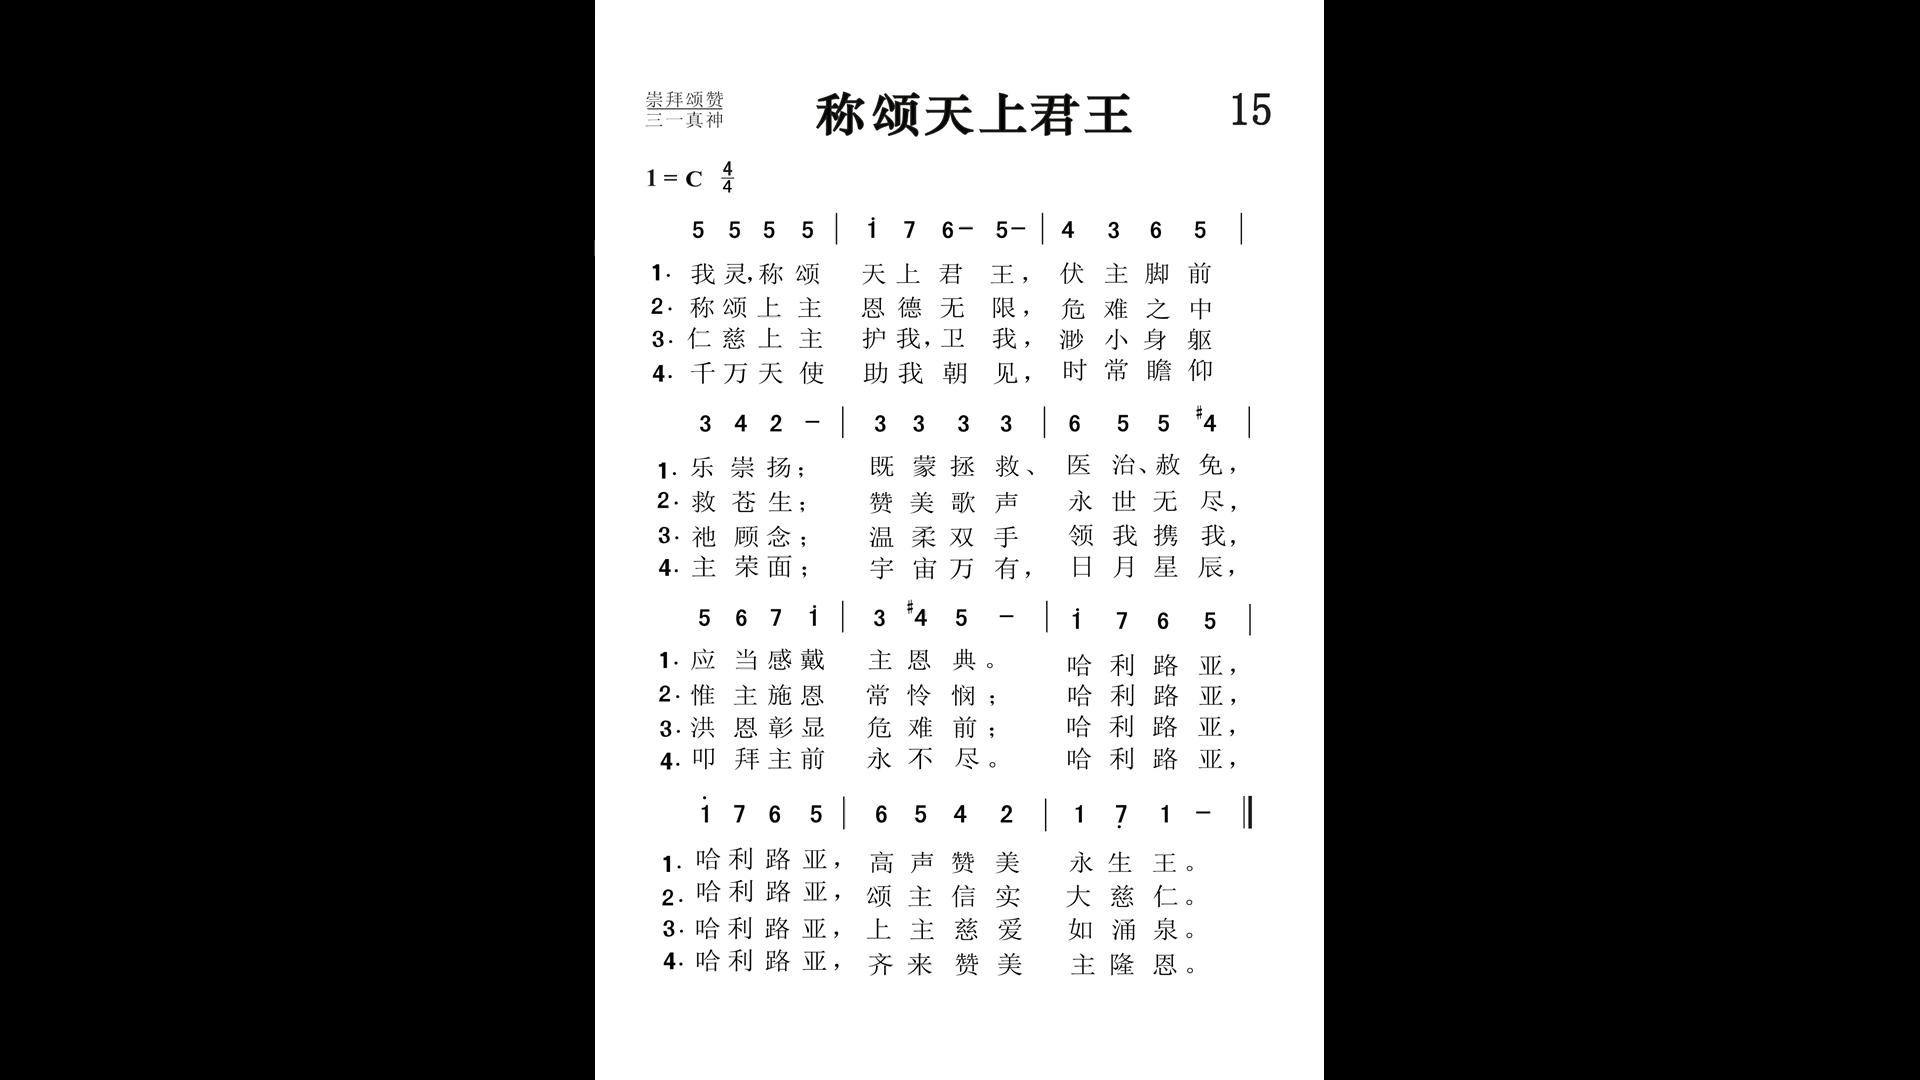 崇拜颂赞
三一真神
称颂天上君王
15
1 = C 4/4
5 5 5 5 | i 7 6– 5– | 4 3 6 5 |
1. 我灵,称颂 天上君王, 伏主脚前
2. 称颂上主 恩德无限, 危难之中
3. 仁慈上主 护我,卫我, 渺小身躯
4. 千万天使 助我朝见, 时常瞻仰
3 4 2 – | 3 3 3 3 | 6 5 5 #4 |
1. 乐崇扬; 既蒙拯救、医治、赦免,
2. 救苍生; 赞美歌声 永世无尽,
3. 祂顾念; 温柔双手 领我携我,
4. 主荣面; 宇宙万有, 日月星辰,
5 6 7 i | 3 #4 5 – | i 7 6 5 |
1. 应当感戴 主恩典。 哈利路亚,
2. 惟主施恩 常怜悯; 哈利路亚,
3. 洪恩彰显 危难前; 哈利路亚,
4. 叩拜主前 永不尽。 哈利路亚,
i 7 6 5 | 6 5 4 2 | 1 7̣ 1 – ‖
1. 哈利路亚, 高声赞美 永生王。
2. 哈利路亚, 颂主信实 大慈仁。
3. 哈利路亚, 上主慈爱 如涌泉。
4. 哈利路亚, 齐来赞美 主隆恩。